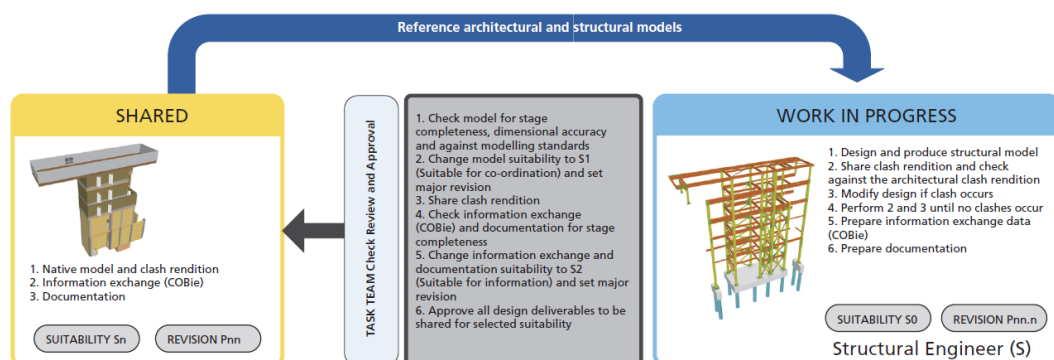 Reference architectural and structural models
SHARED
1. Native model and clash rendition
2. Information exchange (COBie)
3. Documentation
SUITABILITY Sn
REVISION Pnn
TASK TEAM Check Review and Approval
1. Check model for stage
completeness, dimensional accuracy
and against modelling standards
2. Change model suitability to S1
(Suitable for co-ordination) and set
major revision
3. Share clash rendition
4. Check information exchange
(COBie) and documentation for stage
completeness
5. Change information exchange and
documentation suitability to S2
(Suitable for information) and set major
revision
6. Approve all design deliverables to be
shared for selected suitability
WORK IN PROGRESS
1. Design and produce structural model
2. Share clash rendition and check
against the architectural clash rendition
3. Modify design if clash occurs
4. Perform 2 and 3 until no clashes occur
5. Prepare information exchange data
(COBie)
6. Prepare documentation
SUITABILITY S0
REVISION Pnn.n
Structural Engineer (S)